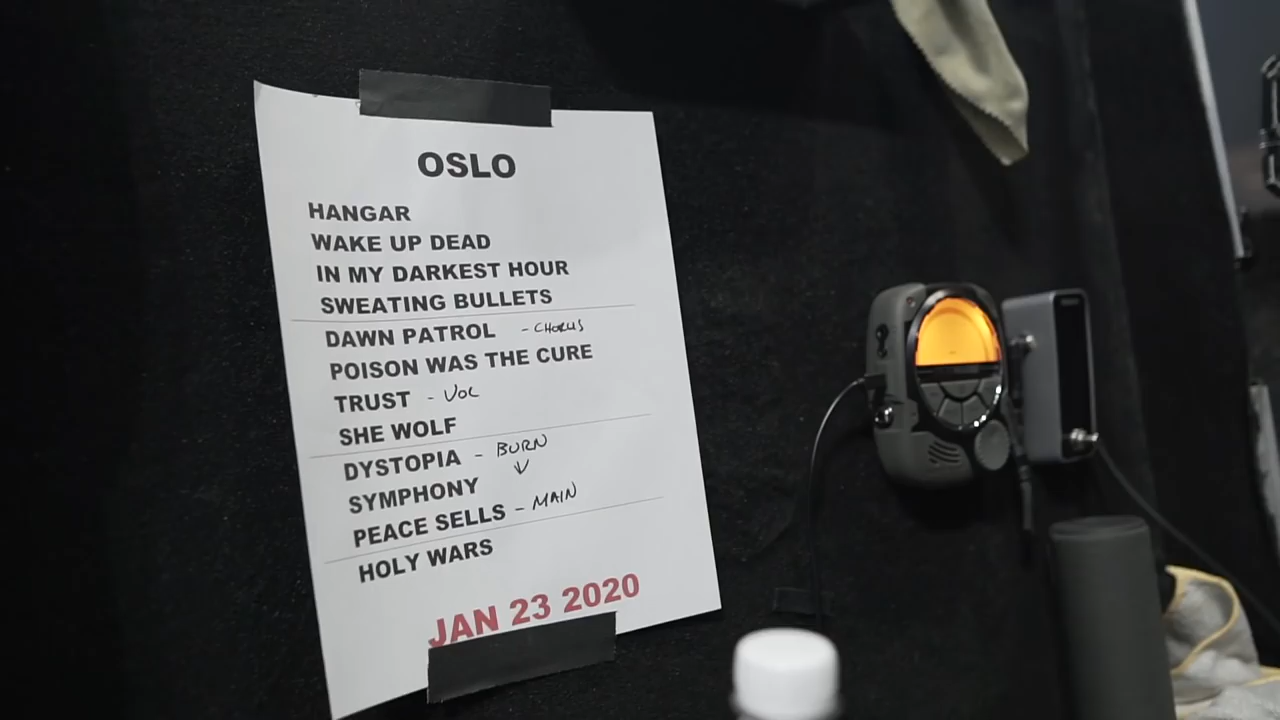 OSLO
HANGAR
WAKE UP DEAD
IN MY DARKEST HOUR
SWEATING BULLETS
DAWN PATROL - CHORUS
POISON WAS THE CURE
TRUST - VOC
SHE WOLF
DYSTOPIA - BURN
SYMPHONY
PEACE SELLS - MAIN
HOLY WARS
JAN 23 2020